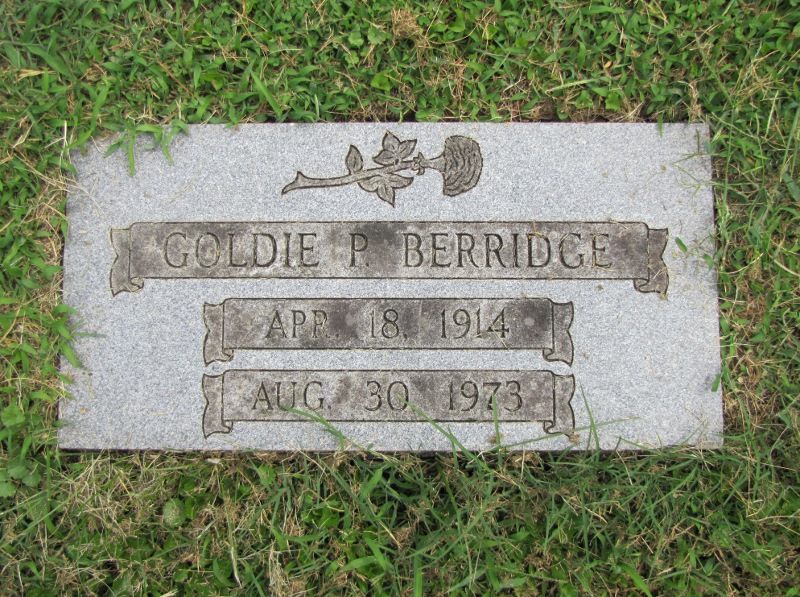 GOLDIE P. BERRIDGE
APR. 18, 1914
AUG. 30, 1973